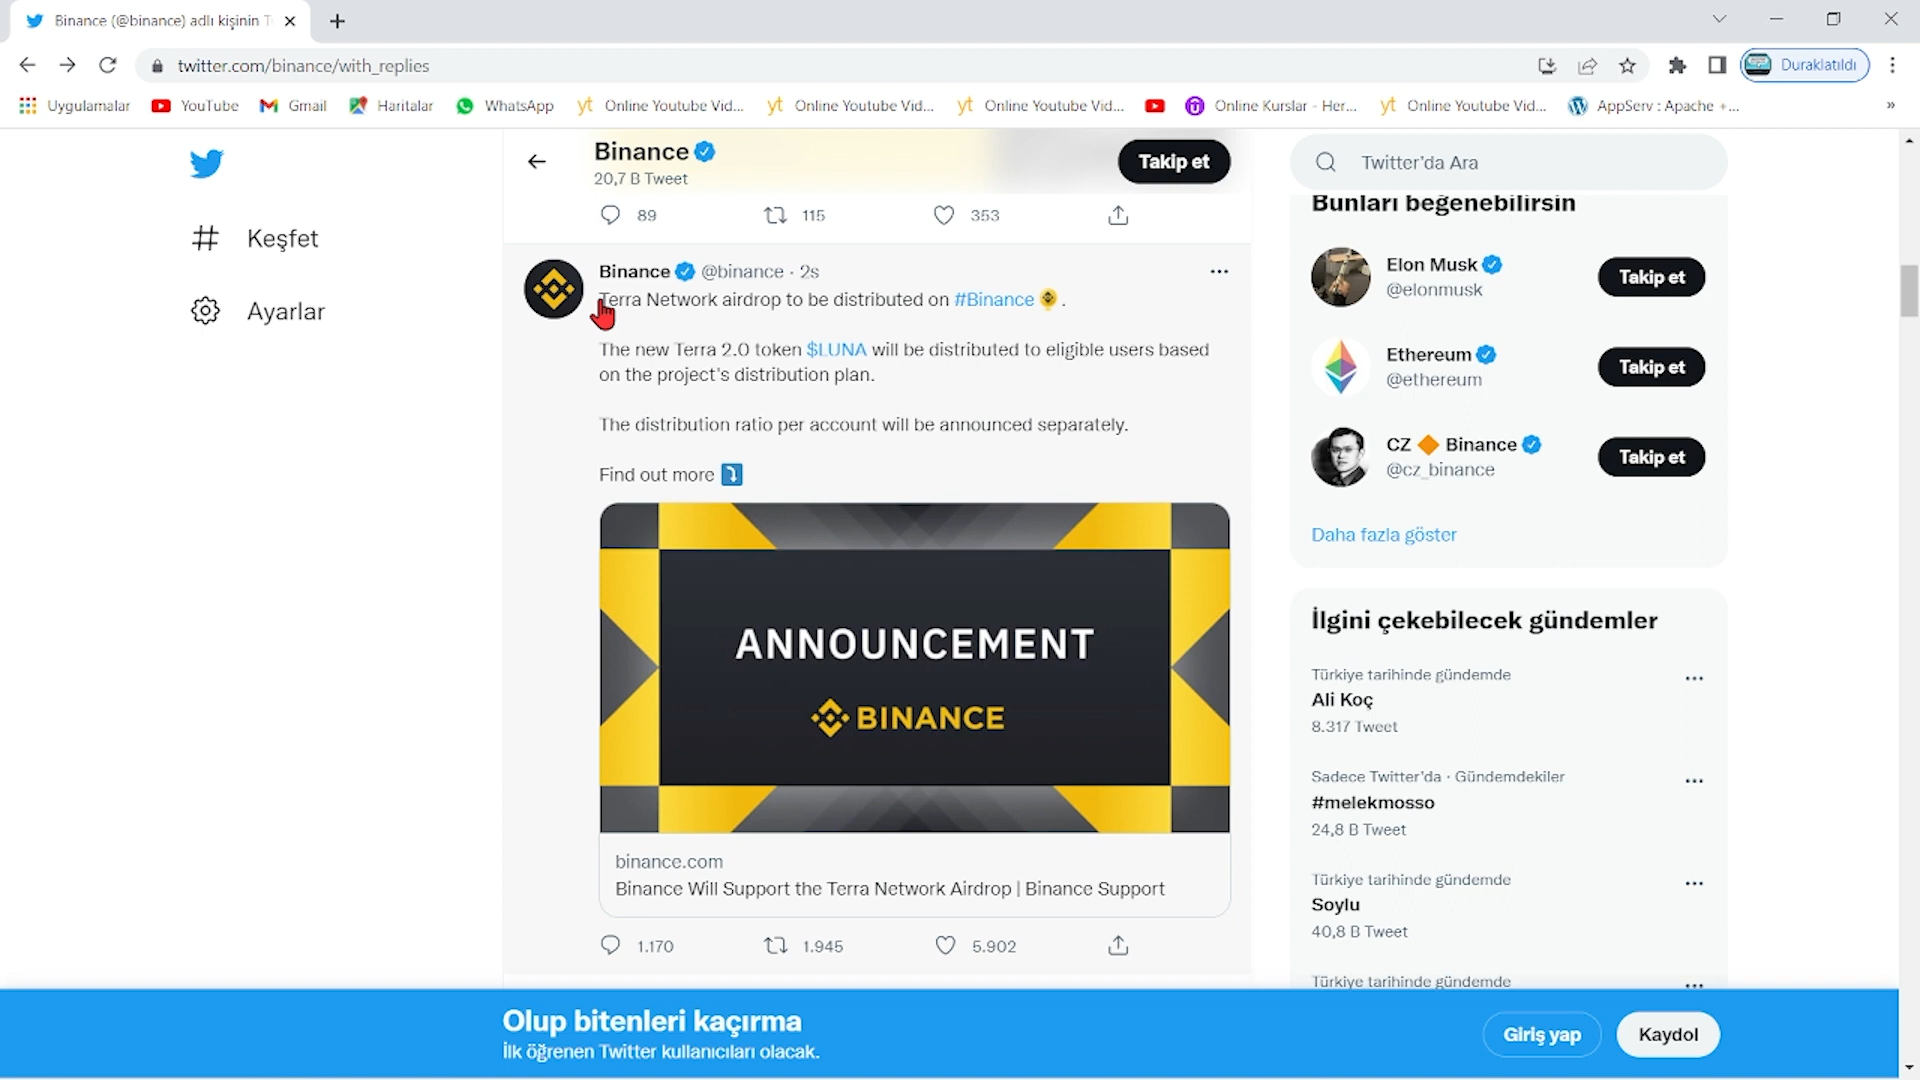 Binance (@binance) adlı kişinin T
twitter.com/binance/with_replies
Duraklatıldı
Uygulamalar
YouTube
Gmail
Haritalar
WhatsApp
yt Online Youtube Vid...
yt Online Youtube Vid...
yt Online Youtube Vid...
Online Kurslar - Her...
yt Online Youtube Vid...
AppServ : Apache +...
»
Binance
20,7 B Tweet
Takip et
89
115
353
Keşfet
Ayarlar
Binance @binance · 2s
Terra Network airdrop to be distributed on #Binance .
The new Terra 2.0 token $LUNA will be distributed to eligible users based
on the project's distribution plan.
The distribution ratio per account will be announced separately.
Find out more
ANNOUNCEMENT
BINANCE
binance.com
Binance Will Support the Terra Network Airdrop | Binance Support
1.170
1.945
5.902
Twitter'da Ara
Bunları beğenebilirsin
Elon Musk
@elonmusk
Takip et
Ethereum
@ethereum
Takip et
CZ Binance
@cz_binance
Takip et
Daha fazla göster
İlgini çekebilecek gündemler
Türkiye tarihinde gündemde
Ali Koç
8.317 Tweet
Sadece Twitter'da · Gündemdekiler
#melekmosso
24,8 B Tweet
Türkiye tarihinde gündemde
Soylu
40,8 B Tweet
Türkiye tarihinde gündemde
Olup bitenleri kaçırma
İlk öğrenen Twitter kullanıcıları olacak.
Giriş yap
Kaydol